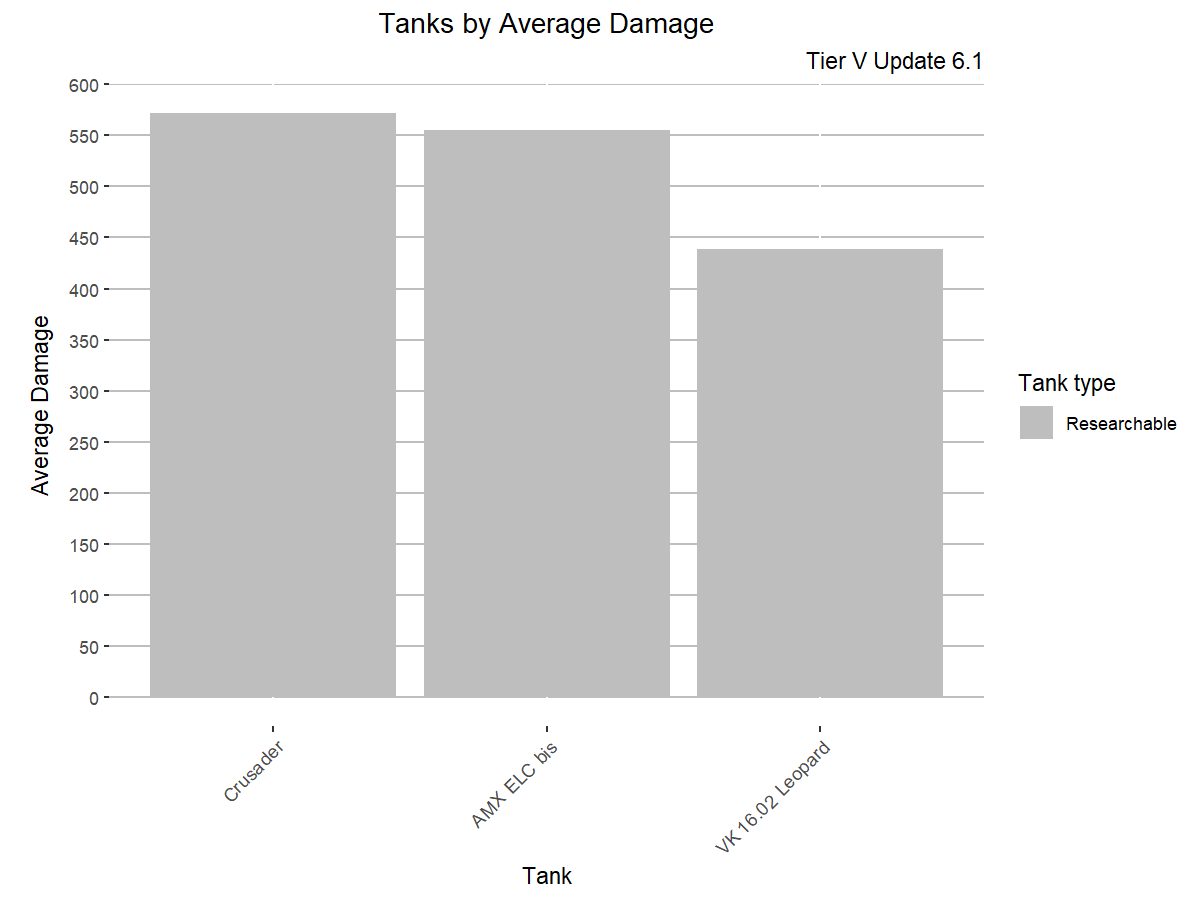 Tanks by Average Damage
Tier V Update 6.1
Average Damage
600
550
500
450
400
350
300
250
200
150
100
50
0
Crusader
AMX ELC bis
VK 16.02 Leopard
Tank
Tank type
Researchable